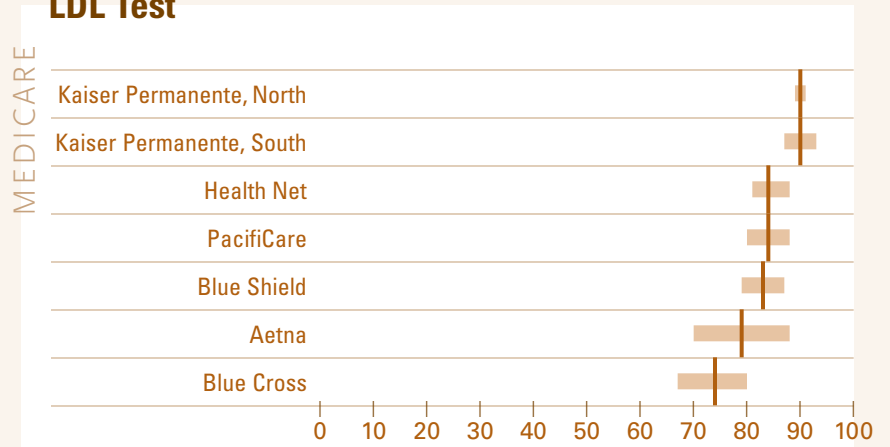 LDL Test
MEDICARE
Kaiser Permanente, North
Kaiser Permanente, South
Health Net
PacifiCare
Blue Shield
Aetna
Blue Cross
0 10 20 30 40 50 60 70 80 90 100